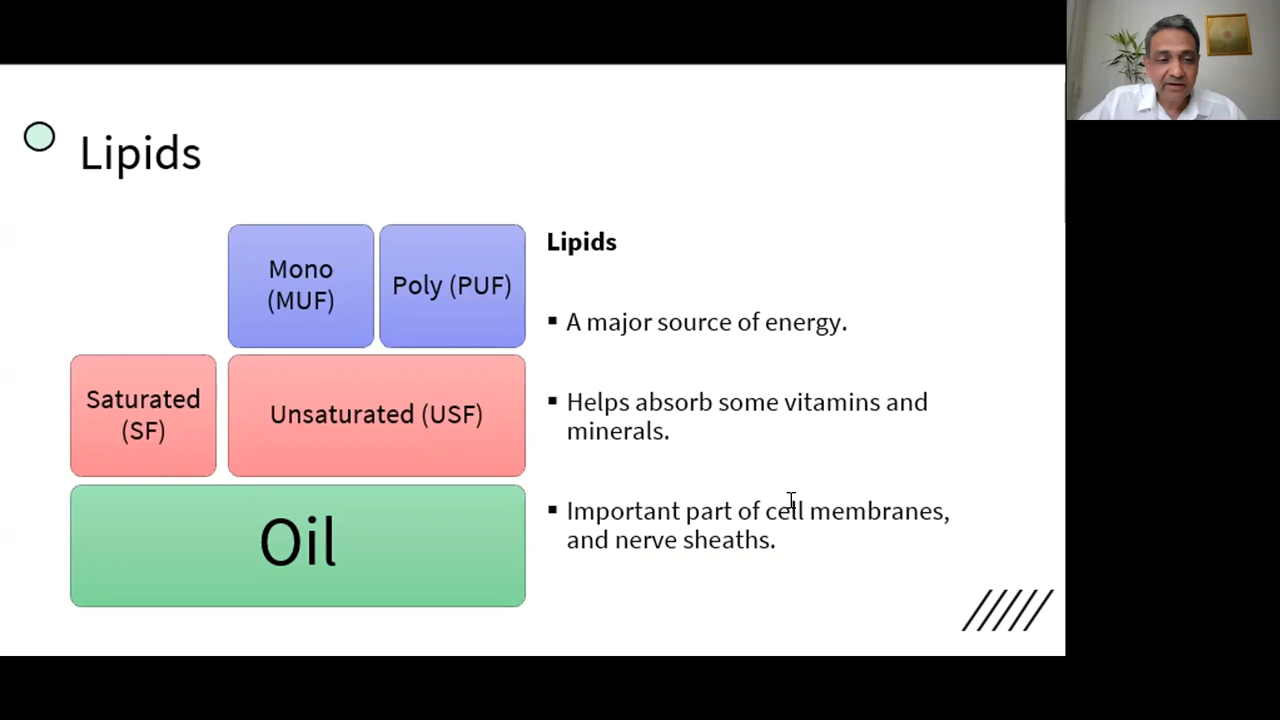 Lipids
Mono
(MUF)
Poly (PUF)
Saturated
(SF)
Unsaturated (USF)
Oil
Lipids
▪ A major source of energy.
▪ Helps absorb some vitamins and
minerals.
▪ Important part of cell membranes,
and nerve sheaths.